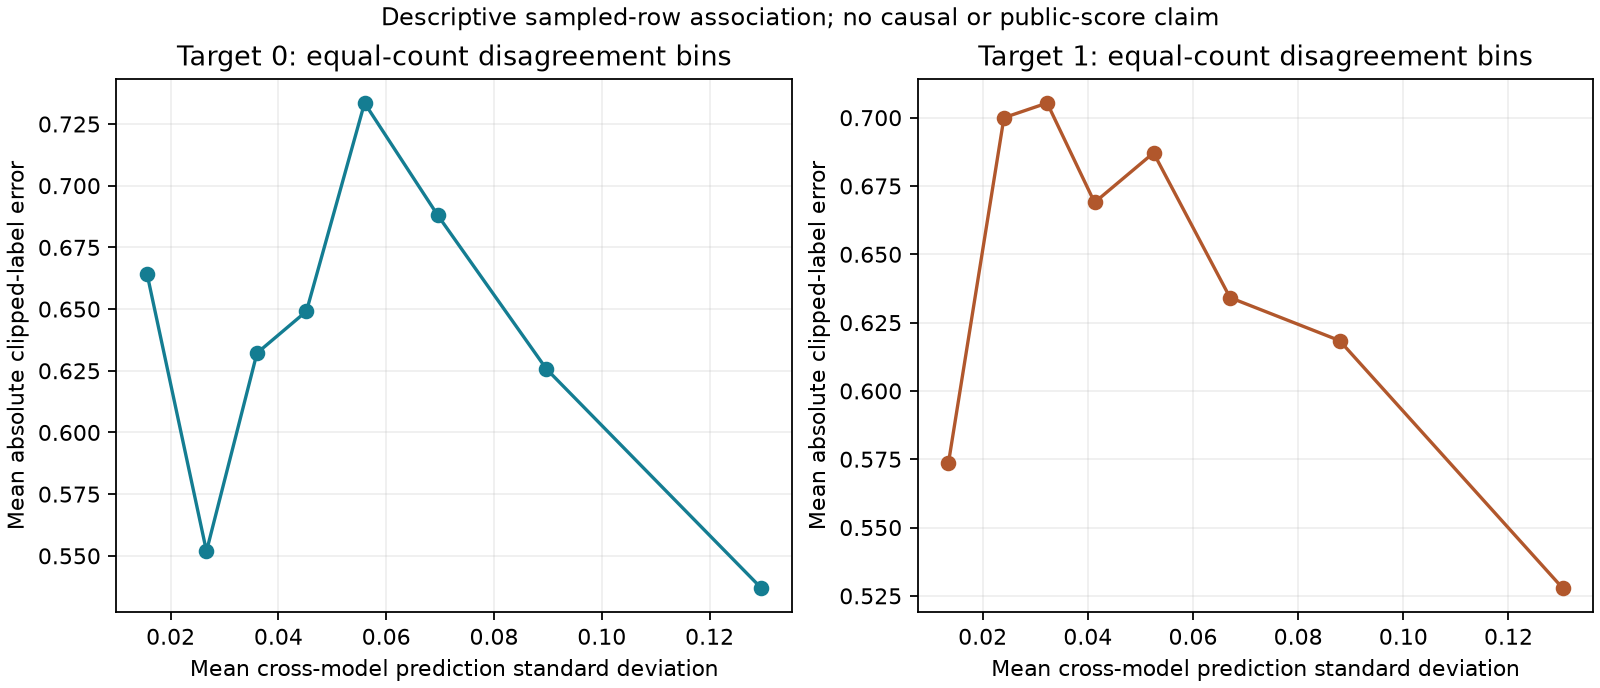 Descriptive sampled-row association; no causal or public-score claim
Target 0: equal-count disagreement bins
Mean absolute clipped-label error
0.725
0.700
0.675
0.650
0.625
0.600
0.575
0.550
0.02 0.04 0.06 0.08 0.10 0.12
Mean cross-model prediction standard deviation
Target 1: equal-count disagreement bins
Mean absolute clipped-label error
0.700
0.675
0.650
0.625
0.600
0.575
0.550
0.525
0.02 0.04 0.06 0.08 0.10 0.12
Mean cross-model prediction standard deviation